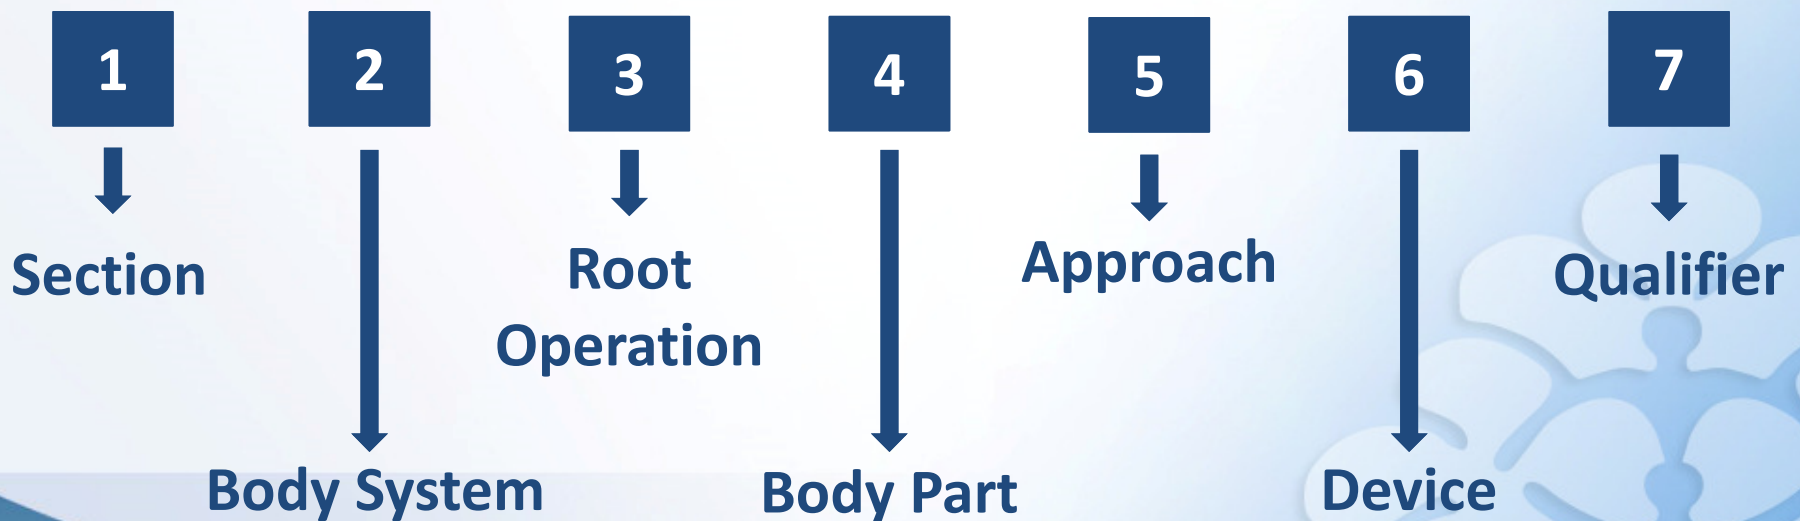 1 2 3 4 5 6 7
Section
Root
Operation
Approach
Qualifier
Body System
Body Part
Device